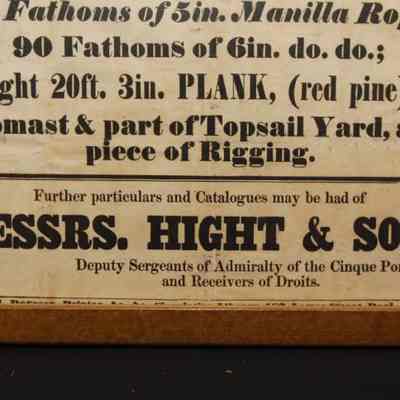 Fathoms of 5in. Manilla Rop
90 Fathoms of 6in. do. do.;
ght 20ft. 3in. PLANK, (red pine)
omast & part of Topsail Yard, a
piece of Rigging.
Further particulars and Catalogues may be had of
ESSRS. HIGHT & SO
Deputy Sergeants of Admiralty of the Cinque Por
and Receivers of Droits.